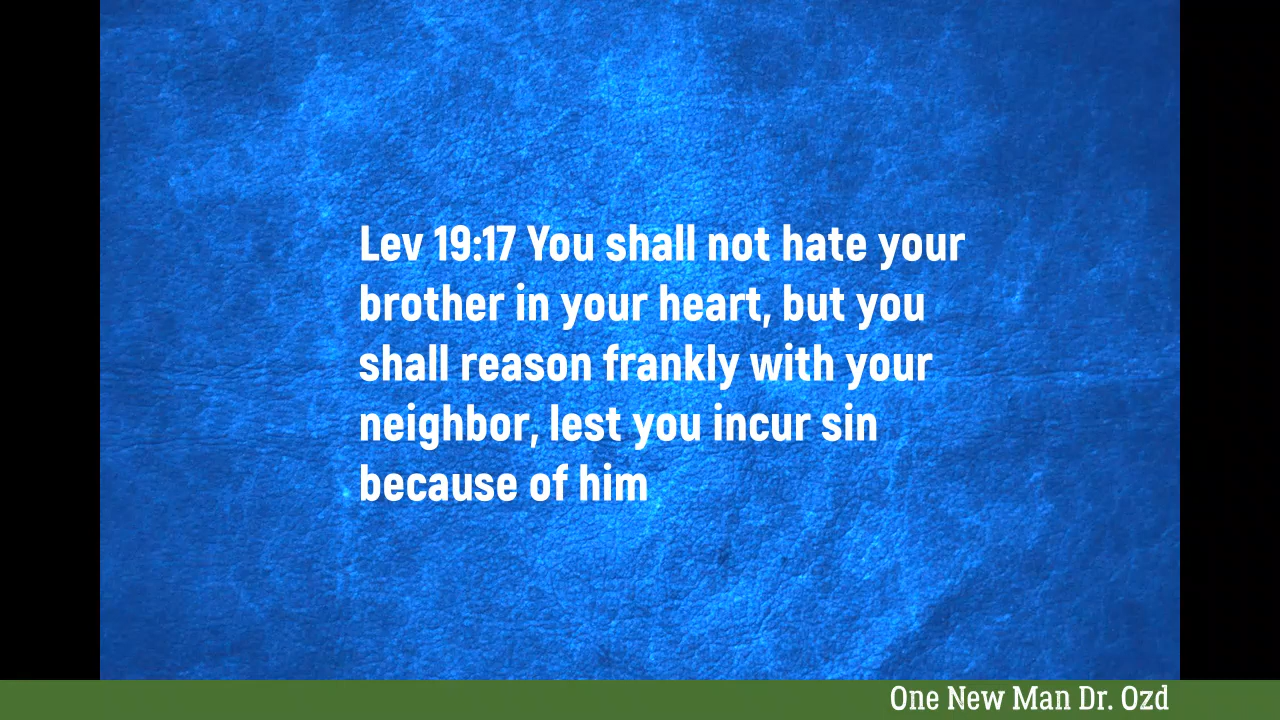 Lev 19:17 You shall not hate your
brother in your heart, but you
shall reason frankly with your
neighbor, lest you incur sin
because of him
One New Man Dr. Ozd